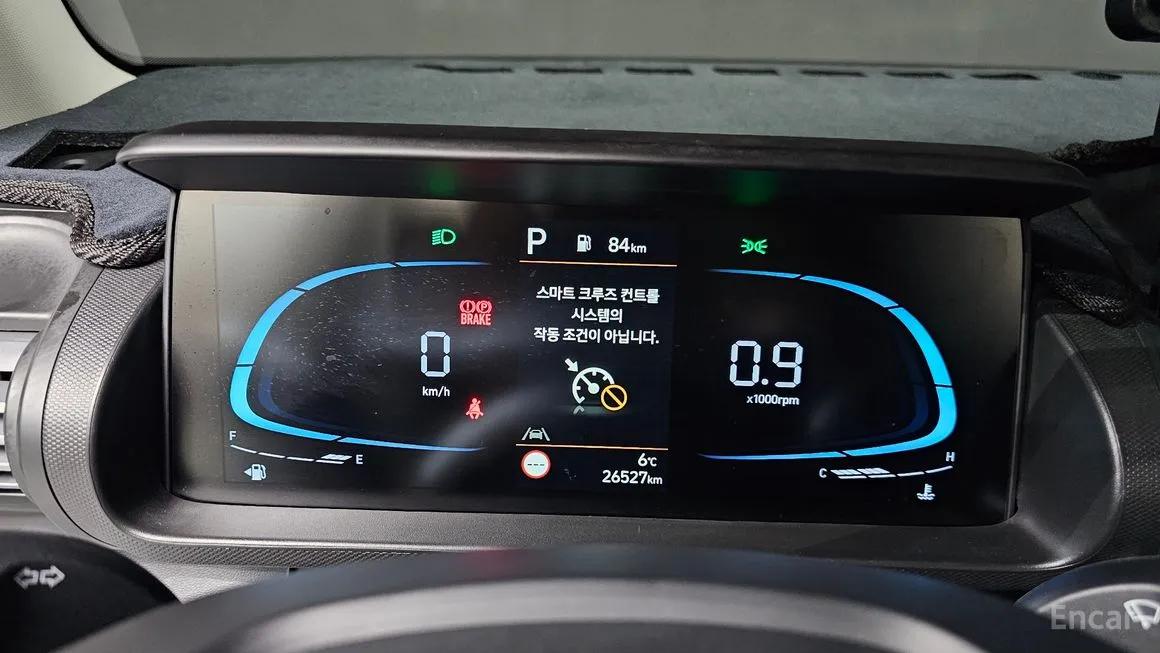 P 84km
스마트 크루즈 컨트롤
시스템의
작동 조건이 아닙니다.
(P)
BRAKE
0
km/h
0.9
x1000rpm
F
E
C
H
---
6℃
26527km
Encar